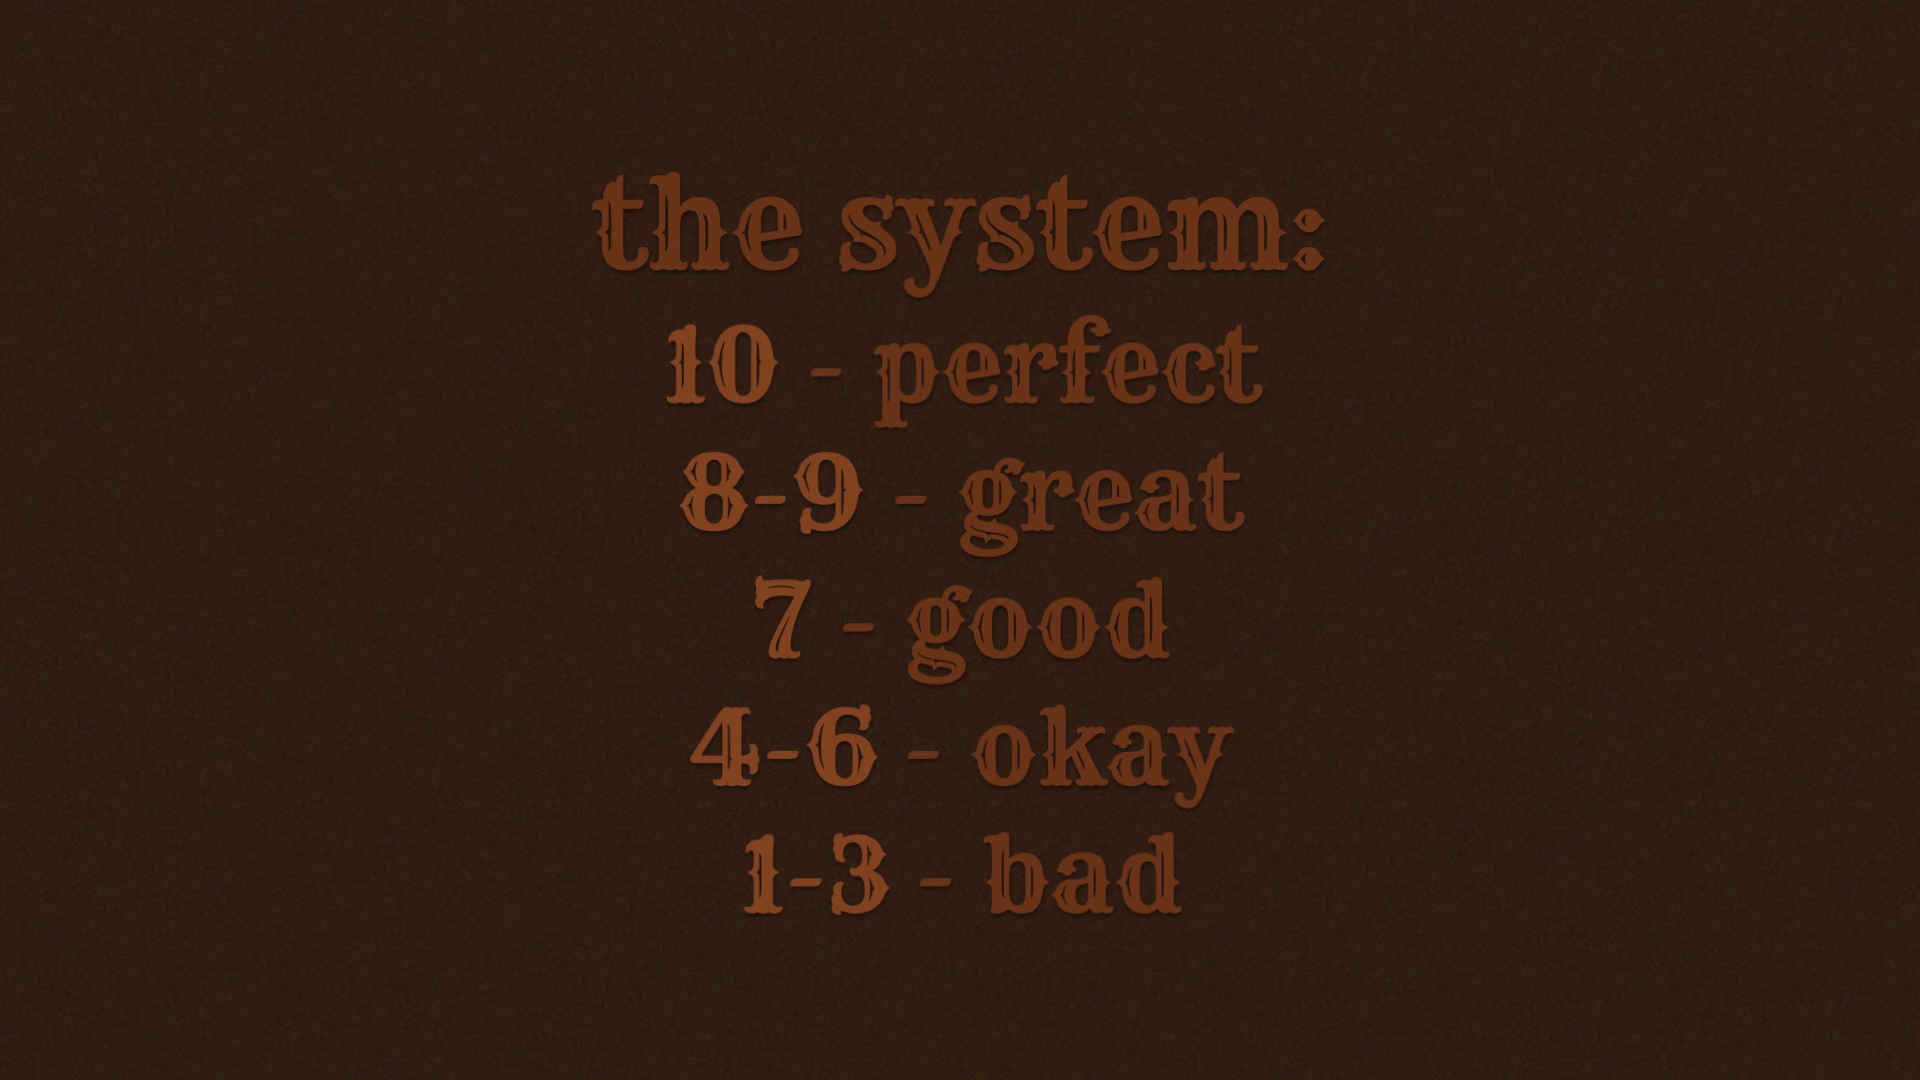 the system:
10 - perfect
8-9 - great
7 - good
4-6 - okay
1-3 - bad